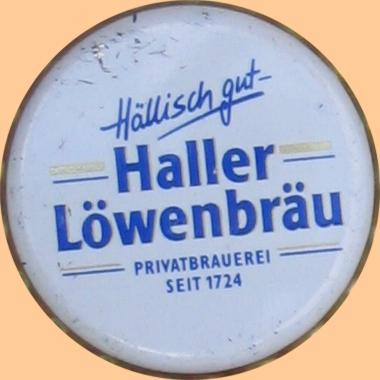 Hällisch gut
Haller
Löwenbräu
PRIVATBRAUEREI
SEIT 1724